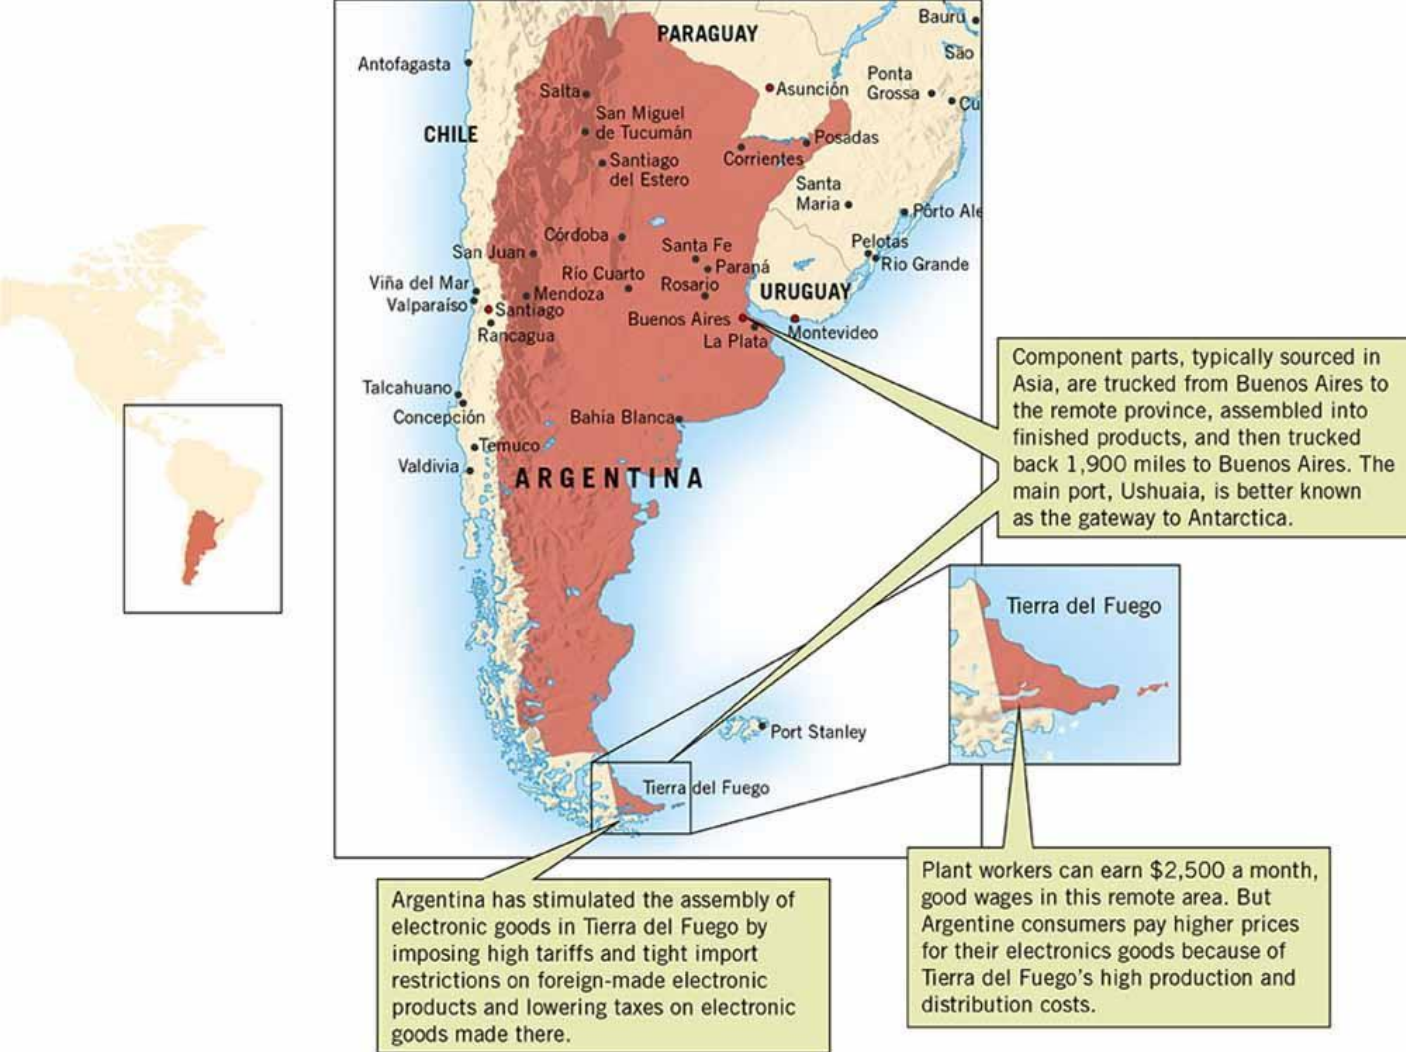 PARAGUAY
Bauru
São
Antofagasta
Ponta
Grossa
Asunción
Cu
Salta
San Miguel
de Tucumán
CHILE
Posadas
Corrientes
Santiago
del Estero
Santa
Maria
Pôrto Ale
Córdoba
Santa Fe
Pelotas
San Juan
Rio Grande
Paraná
Río Cuarto
Viña del Mar
Rosario
Mendoza
URUGUAY
Valparaíso
Santiago
Buenos Aires
Rancagua
La Plata
Montevideo
Talcahuano
Concepción
Bahia Blanca
Temuco
Valdivia
ARGENTINA
Component parts, typically sourced in
Asia, are trucked from Buenos Aires to
the remote province, assembled into
finished products, and then trucked
back 1,900 miles to Buenos Aires. The
main port, Ushuaia, is better known
as the gateway to Antarctica.
Tierra del Fuego
Port Stanley
Tierra del Fuego
Argentina has stimulated the assembly of
electronic goods in Tierra del Fuego by
imposing high tariffs and tight import
restrictions on foreign-made electronic
products and lowering taxes on electronic
goods made there.
Plant workers can earn $2,500 a month,
good wages in this remote area. But
Argentine consumers pay higher prices
for their electronics goods because of
Tierra del Fuego's high production and
distribution costs.